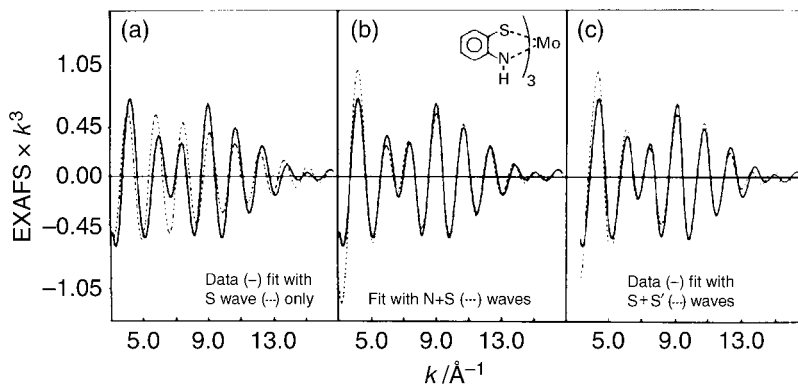 (a)
(b)
(c)
S
Mo
N
H
3
1.05
0.45
0.00
−0.45
−1.05
EXAFS × k³
Data (–) fit with
S wave (···) only
Fit with N+S (···) waves
Data (–) fit with
S+S′ (···) waves
5.0 9.0 13.0 5.0 9.0 13.0 5.0 9.0 13.0
k /Å⁻¹